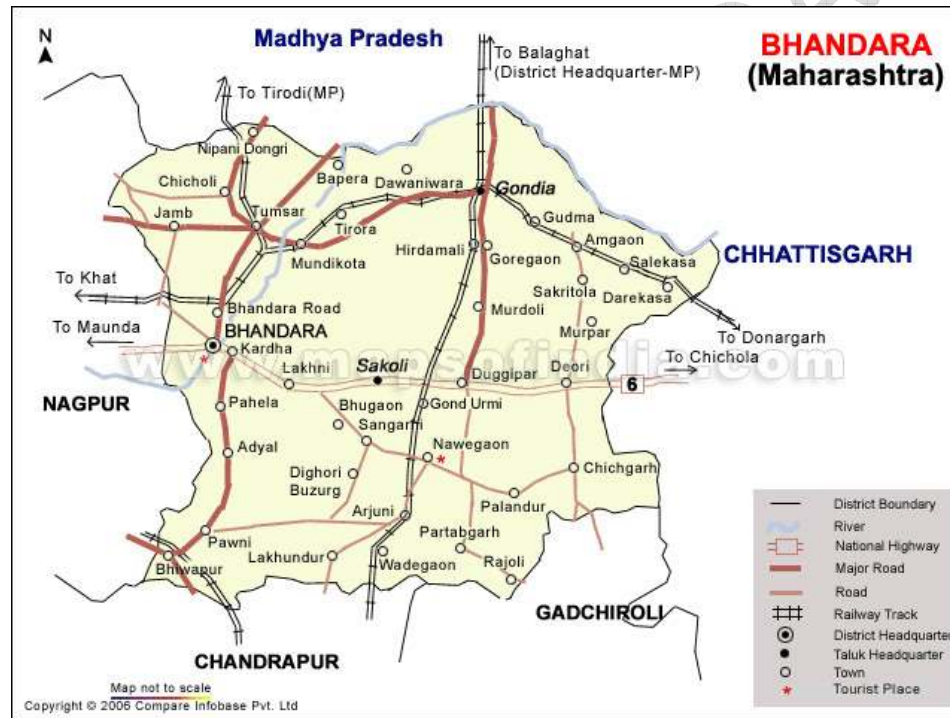 N
Madhya Pradesh
To Balaghat
(District Headquarter-MP)
BHANDARA
(Maharashtra)
To Tirodi(MP)
Nipani Dongri
Chicholi
Bapera
Dawaniwara
Gondia
Jamb
Tumsar
Tirora
Gudma
Mundikota
Hirdamali
Goregaon
Amgaon
Salekasa
CHHATTISGARH
To Khat
Sakritola
Darekasa
Bhandara Road
Murdoli
To Maunda
BHANDARA
Murpar
To Donargarh
Kardha
www.mapsofindia.com
To Chichola
Lakhni
Sakoli
Duggipar
Deori
6
NAGPUR
Pahela
Bhugaon
Gond Urmi
Sangarhi
Adyal
Nawegaon
Dighori
Buzurg
Chichgarh
Palandur
Arjuni
Pawni
Partabgarh
Bhiwapur
Lakhundur
Wadegaon
Rajoli
GADCHIROLI
CHANDRAPUR
District Boundary
River
National Highway
Major Road
Road
Railway Track
District Headquarter
Taluk Headquarter
Town
Tourist Place
Map not to scale
Copyright © 2006 Compare Infobase Pvt. Ltd